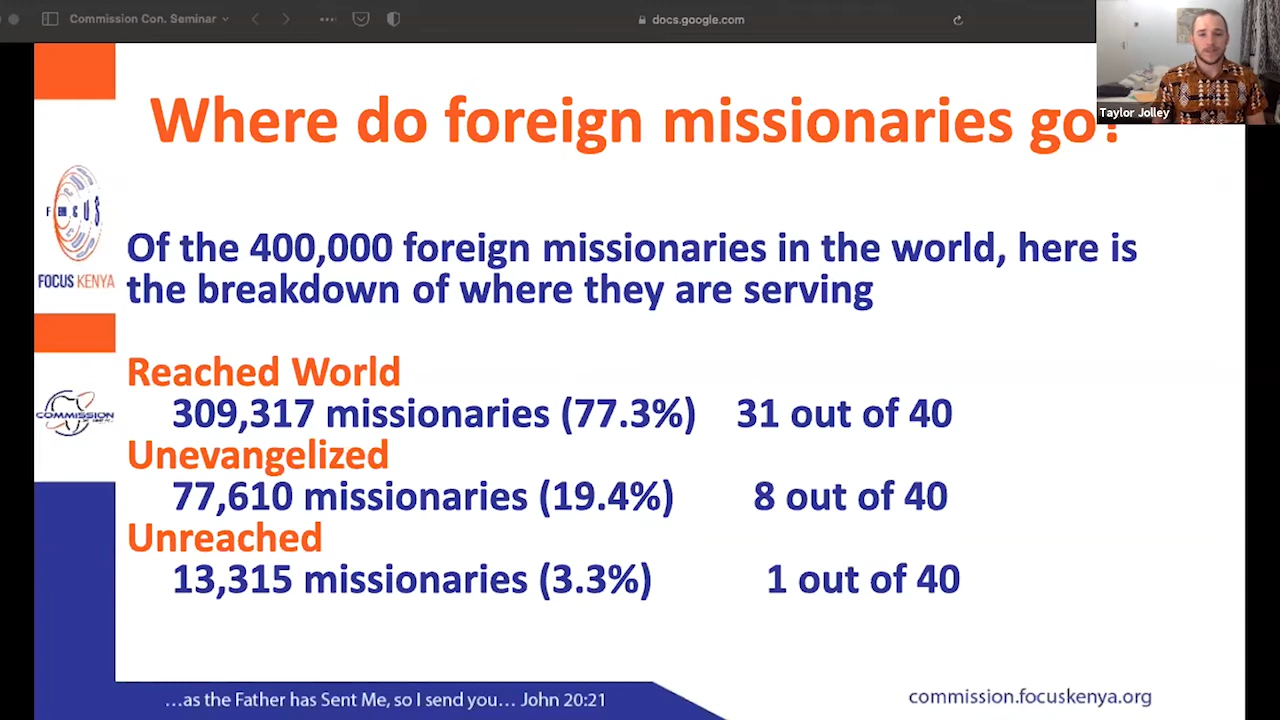 Commission Con. Seminar
docs.google.com
Taylor Jolley
Where do foreign missionaries go?
FOCUS KENYA
Of the 400,000 foreign missionaries in the world, here is
the breakdown of where they are serving
Reached World
309,317 missionaries (77.3%) 31 out of 40
COMMISSION
Unevangelized
77,610 missionaries (19.4%) 8 out of 40
Unreached
13,315 missionaries (3.3%) 1 out of 40
...as the Father has Sent Me, so I send you... John 20:21
commission.focuskenya.org